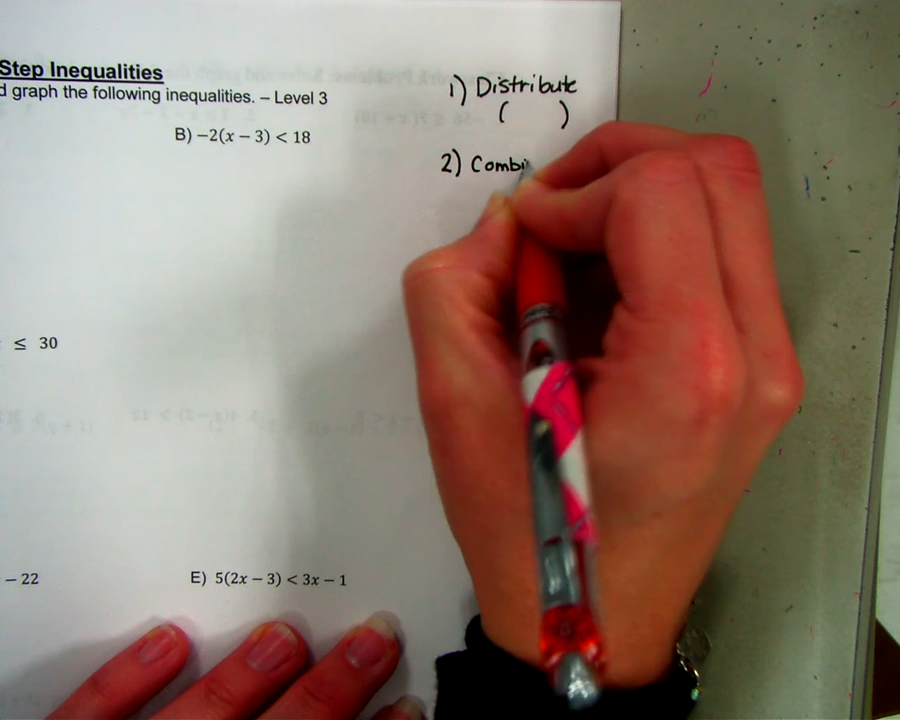 Step Inequalities
d graph the following inequalities. – Level 3
B) −2(x − 3) < 18
1) Distribute
( )
2) Combi
≤ 30
− 22
E) 5(2x − 3) < 3x − 1